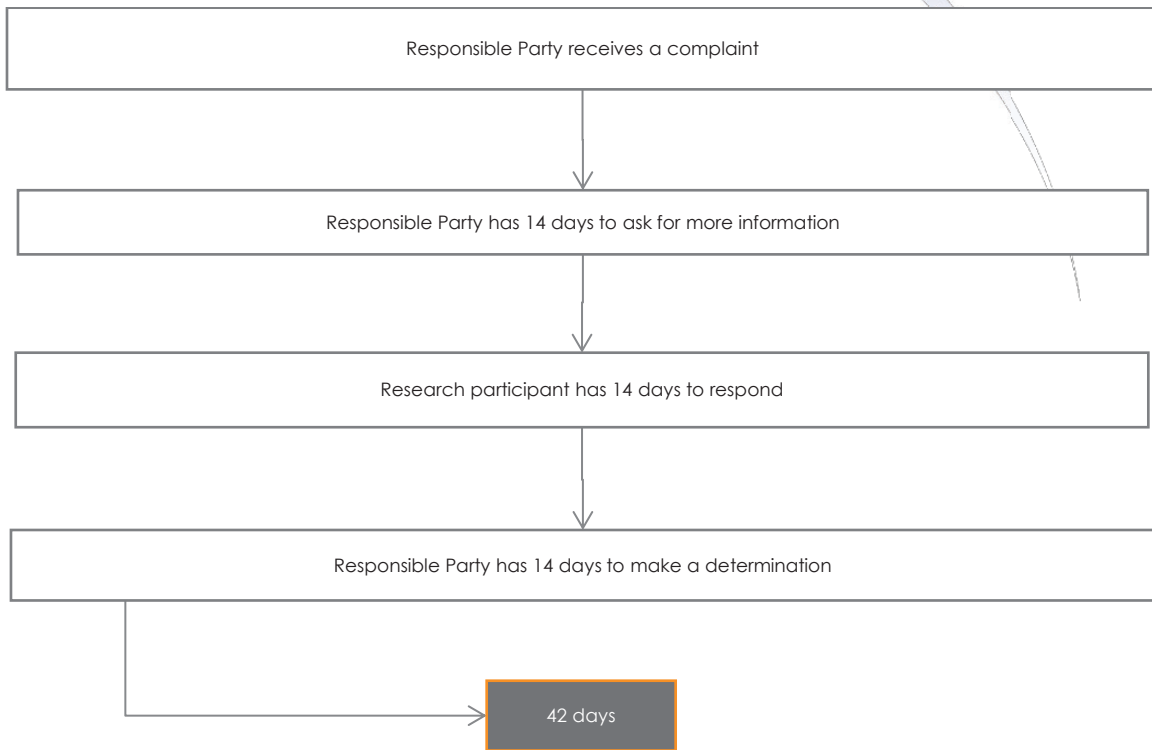 Responsible Party receives a complaint
Responsible Party has 14 days to ask for more information
Research participant has 14 days to respond
Responsible Party has 14 days to make a determination
42 days